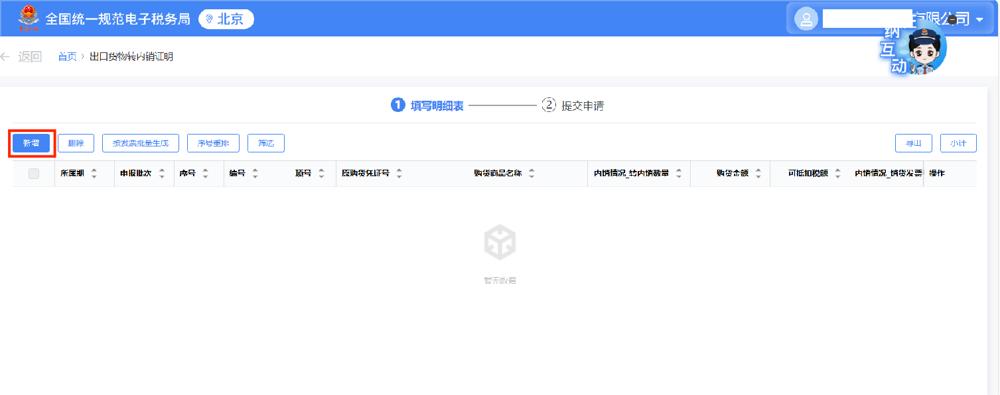 全国统一规范电子税务局
北京
有限公司
征纳互动
返回 首页 › 出口货物转内销证明
1 填写明细表 2 提交申请
新增 删除 按发票批量生成 序号重排 筛选 导出 小计
所属期 申报批次 序号 编号 项号 原购货凭证号 购货商品名称 内销情况_转内销数量 购货金额 可抵扣税额 内销情况_销货发票 操作
暂无数据